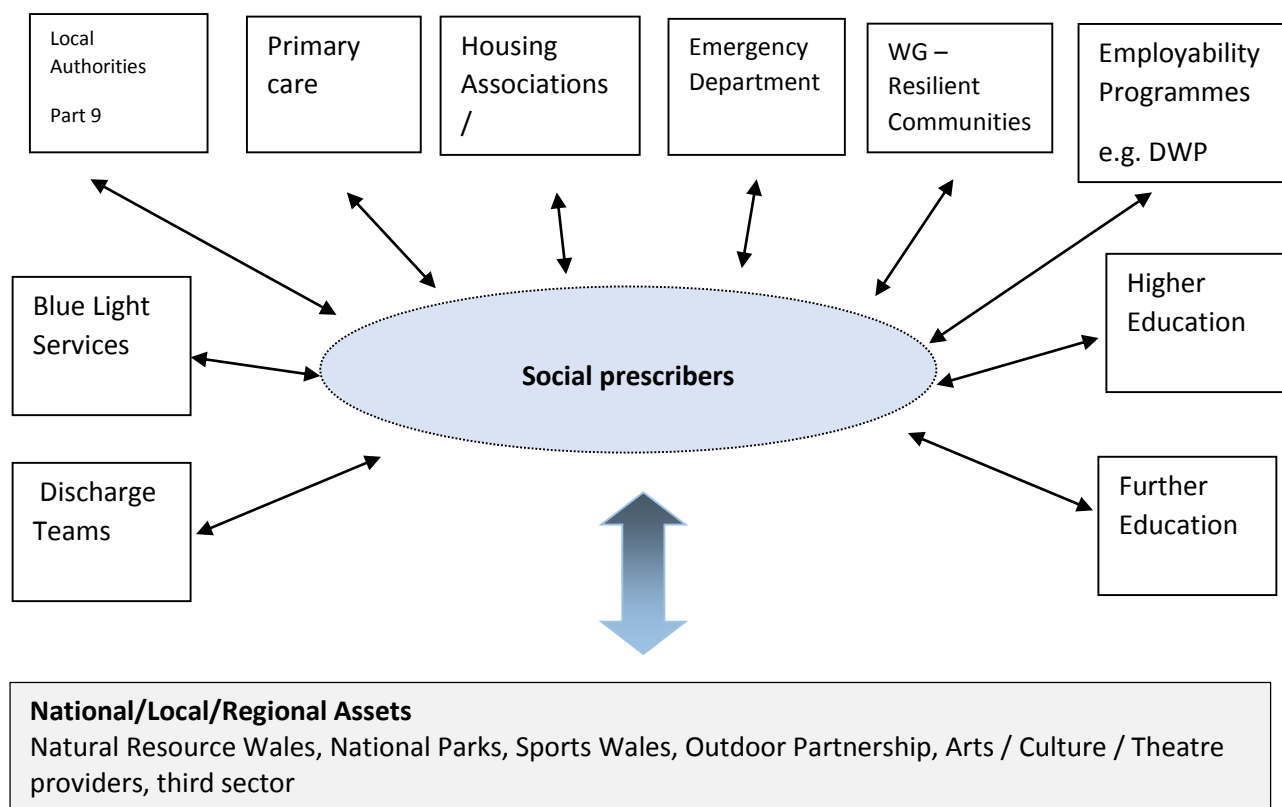 Local
Authorities
Part 9
Primary
care
Housing
Associations
/
Emergency
Department
WG –
Resilient
Communities
Employability
Programmes
e.g. DWP
Blue Light
Services
Higher
Education
Social prescribers
Discharge
Teams
Further
Education
National/Local/Regional Assets
Natural Resource Wales, National Parks, Sports Wales, Outdoor Partnership, Arts / Culture / Theatre
providers, third sector